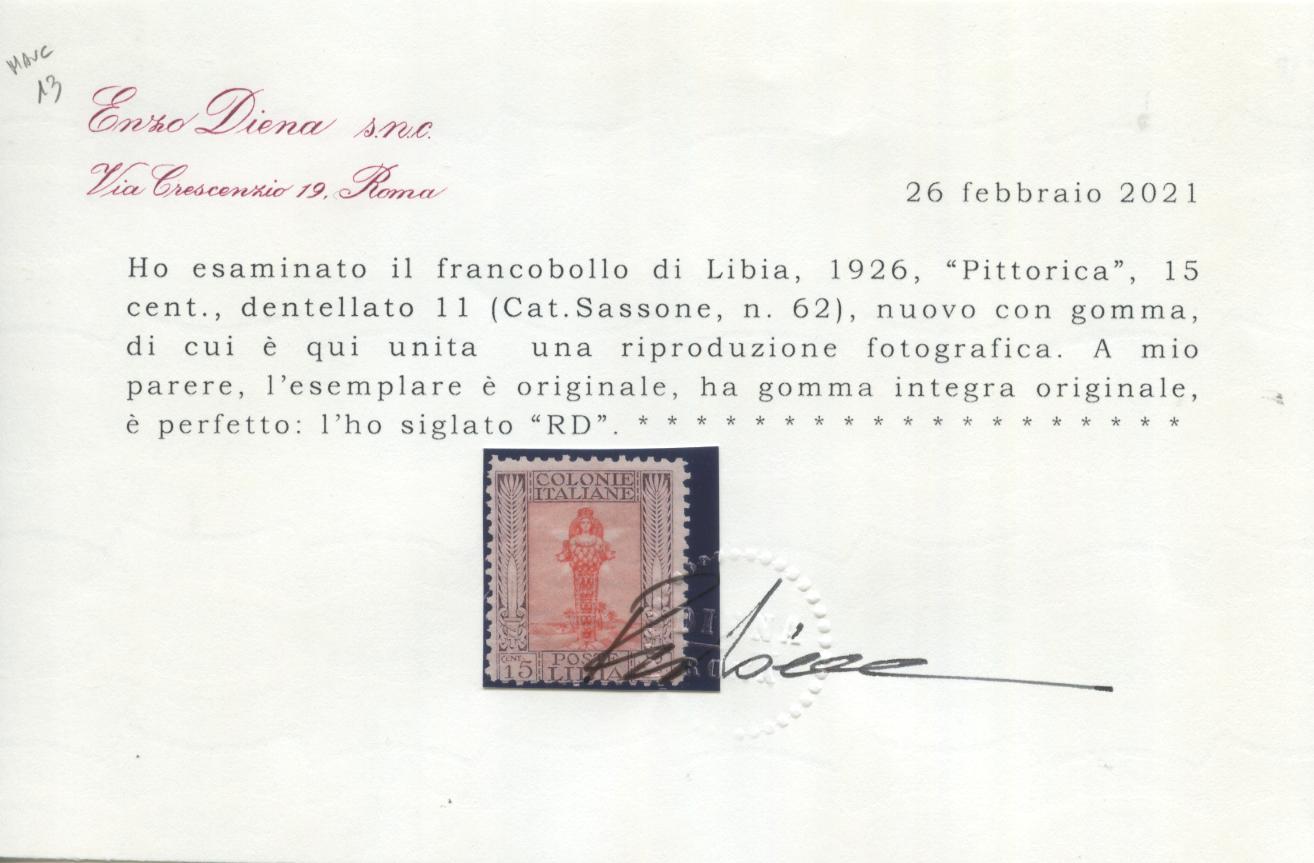 13
Enzo Diena s.n.c.
Via Crescenzio 19, Roma
26 febbraio 2021
Ho esaminato il francobollo di Libia, 1926, “Pittorica”, 15
cent., dentellato 11 (Cat.Sassone, n. 62), nuovo con gomma,
di cui è qui unita una riproduzione fotografica. A mio
parere, l’esemplare è originale, ha gomma integra originale,
è perfetto: l’ho siglato “RD”. * * * * * * * * * * * * * * * * * * *
COLONIE
ITALIANE
CENT. 15
POSTE
LIBIA
DIENA